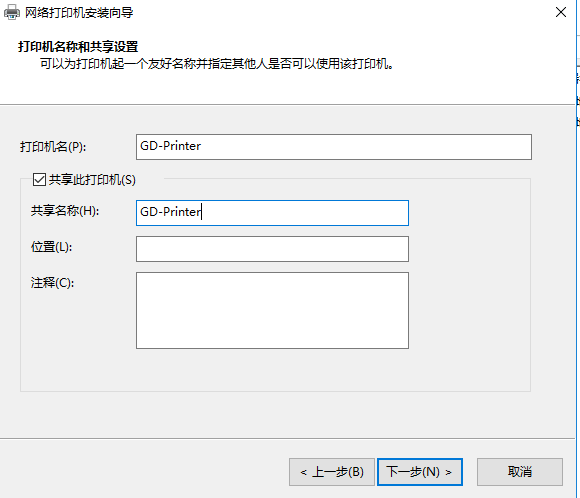 网络打印机安装向导
打印机名称和共享设置
可以为打印机起一个友好名称并指定其他人是否可以使用该打印机。
打印机名(P):
GD-Printer
共享此打印机(S)
共享名称(H):
GD-Printer
位置(L):
注释(C):
< 上一步(B)
下一步(N) >
取消